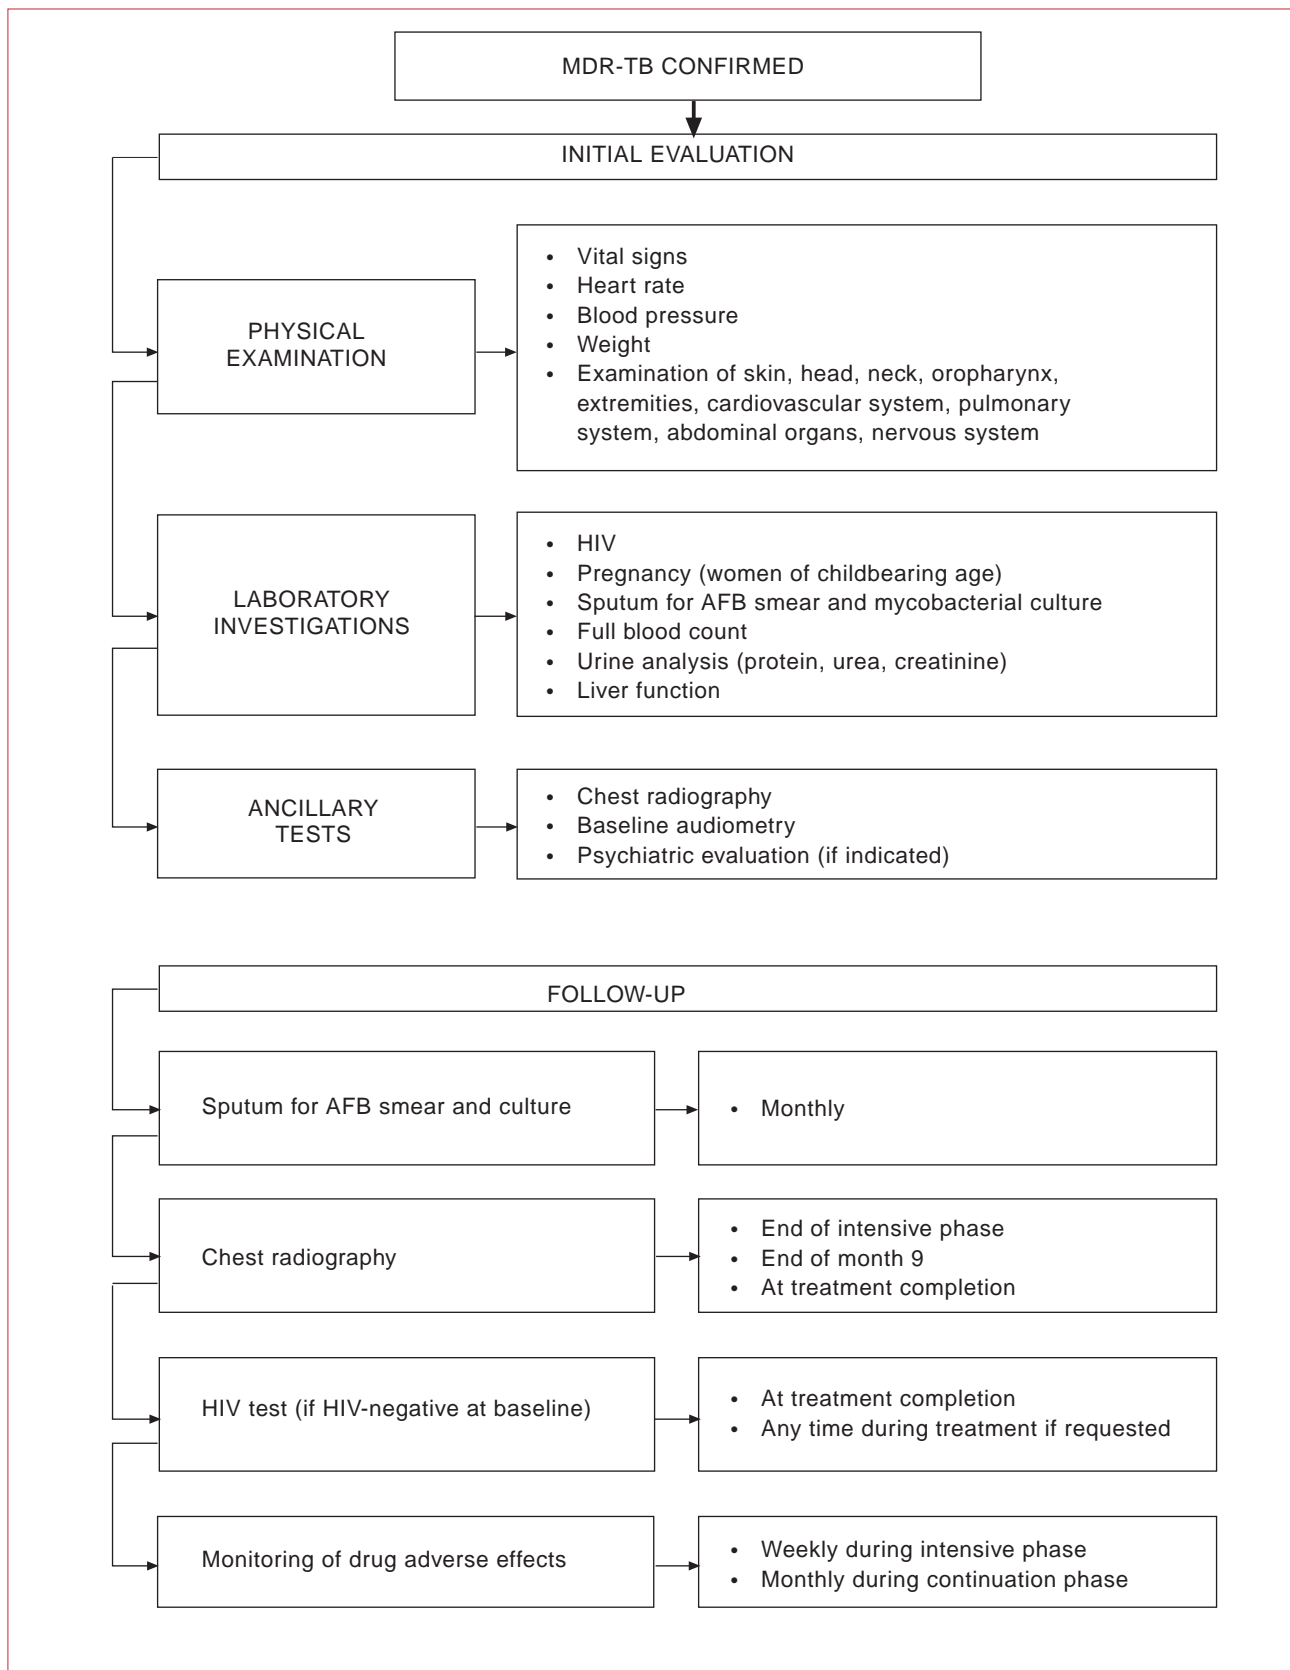 MDR-TB CONFIRMED
INITIAL EVALUATION
PHYSICAL
EXAMINATION
• Vital signs
• Heart rate
• Blood pressure
• Weight
• Examination of skin, head, neck, oropharynx,
extremities, cardiovascular system, pulmonary
system, abdominal organs, nervous system
LABORATORY
INVESTIGATIONS
• HIV
• Pregnancy (women of childbearing age)
• Sputum for AFB smear and mycobacterial culture
• Full blood count
• Urine analysis (protein, urea, creatinine)
• Liver function
ANCILLARY
TESTS
• Chest radiography
• Baseline audiometry
• Psychiatric evaluation (if indicated)
FOLLOW-UP
Sputum for AFB smear and culture
• Monthly
Chest radiography
• End of intensive phase
• End of month 9
• At treatment completion
HIV test (if HIV-negative at baseline)
• At treatment completion
• Any time during treatment if requested
Monitoring of drug adverse effects
• Weekly during intensive phase
• Monthly during continuation phase